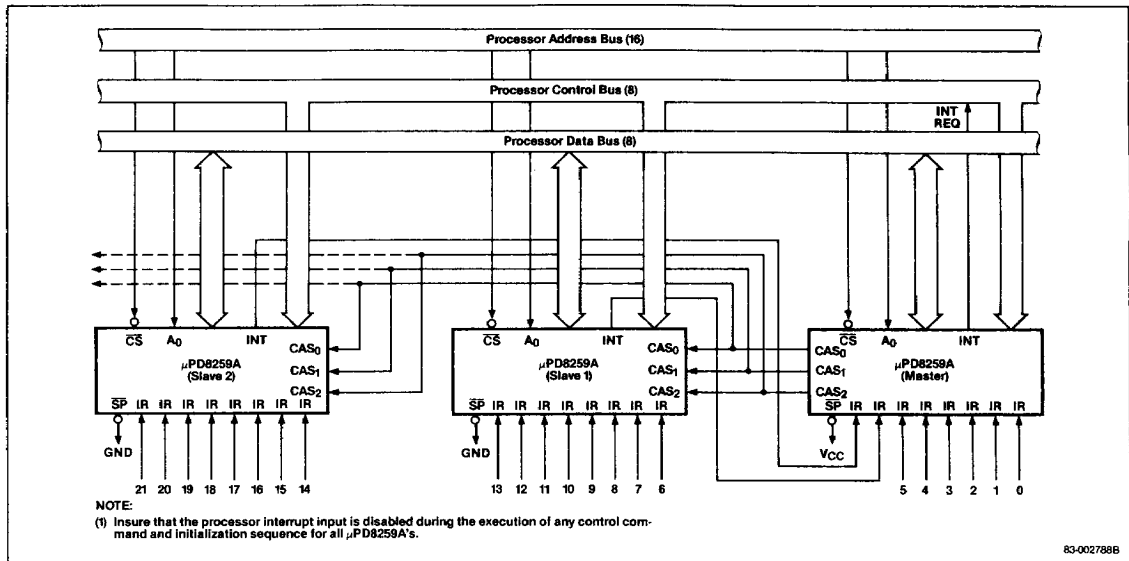 Processor Address Bus (16)
Processor Control Bus (8)
INT
REQ
Processor Data Bus (8)
CS A0 INT
CAS0
μPD8259A
(Slave 2)
CAS1
CAS2
SP IR IR IR IR IR IR IR IR
GND
21 20 19 18 17 16 15 14
CS A0 INT
CAS0
μPD8259A
(Slave 1)
CAS1
CAS2
SP IR IR IR IR IR IR IR IR
GND
13 12 11 10 9 8 7 6
CS A0 INT
CAS0
μPD8259A
(Master)
CAS1
CAS2
SP IR IR IR IR IR IR IR IR
VCC
5 4 3 2 1 0
NOTE:
(1) Insure that the processor interrupt input is disabled during the execution of any control com-
mand and initialization sequence for all μPD8259A's.
83-002788B